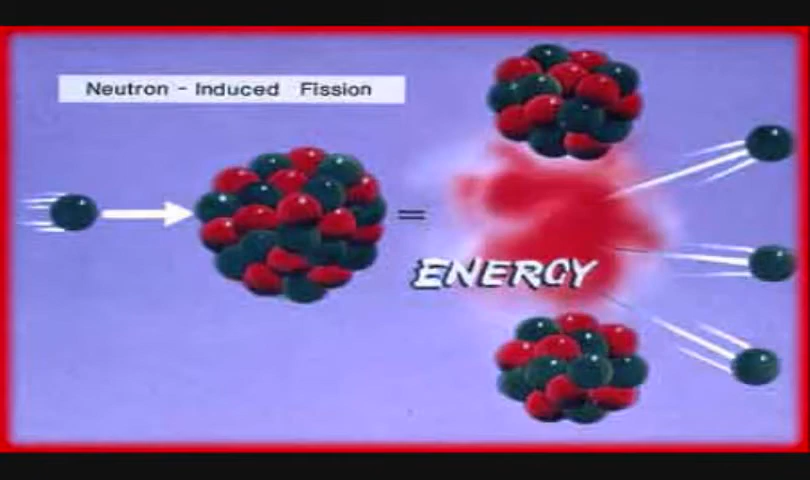 Neutron - Induced Fission
=
ENERGY